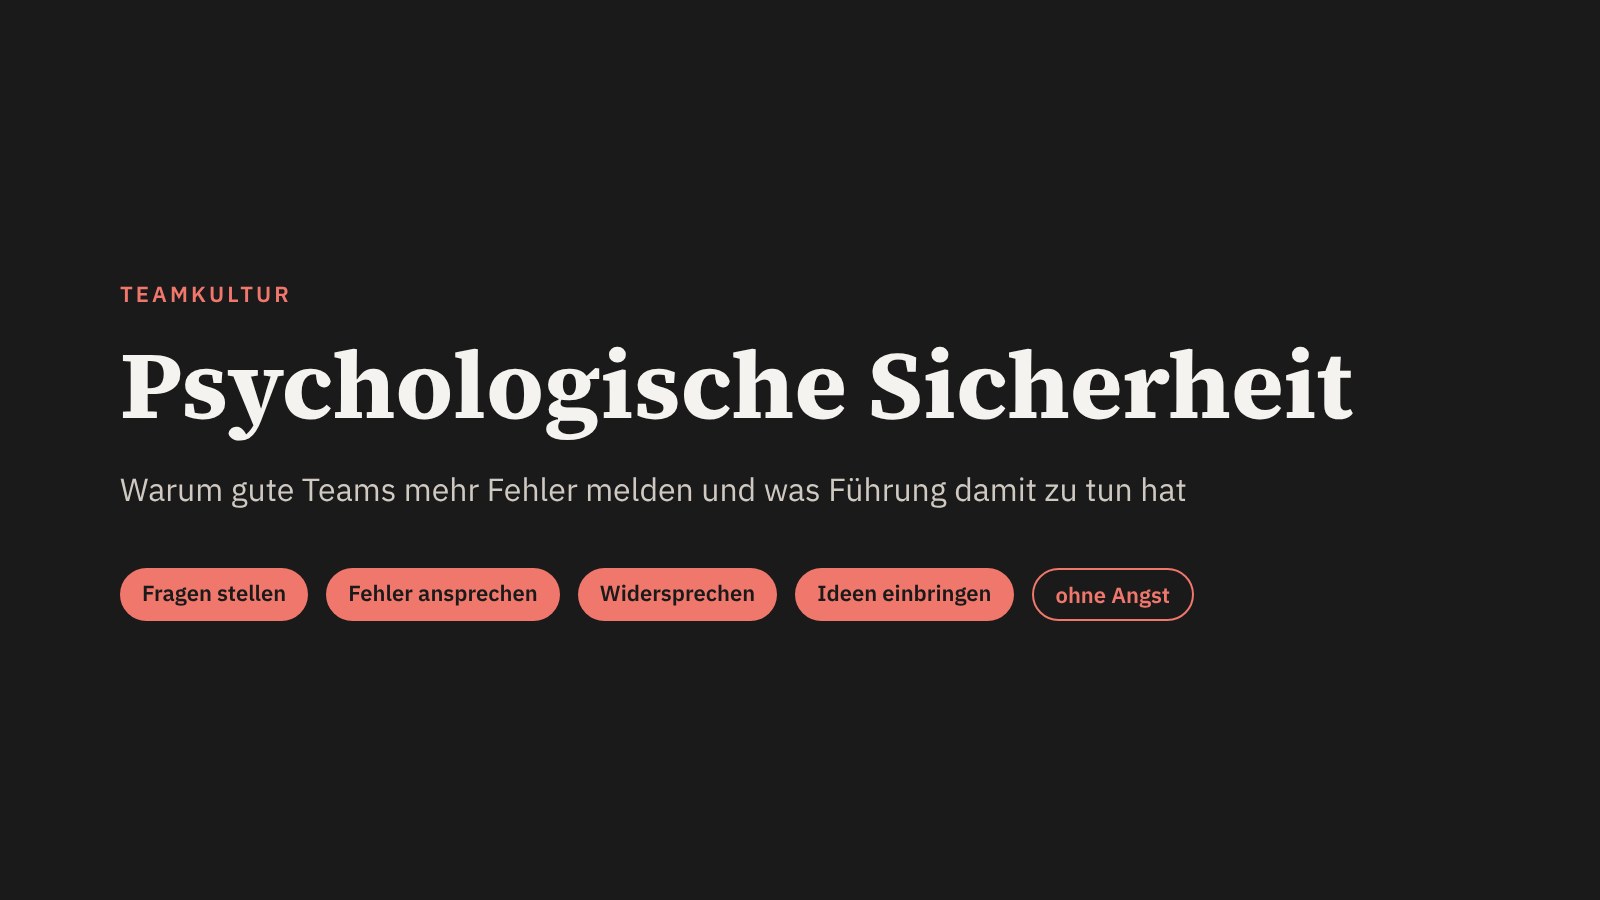 TEAMKULTUR
Psychologische Sicherheit
Warum gute Teams mehr Fehler melden und was Führung damit zu tun hat
Fragen stellen Fehler ansprechen Widersprechen Ideen einbringen ohne Angst